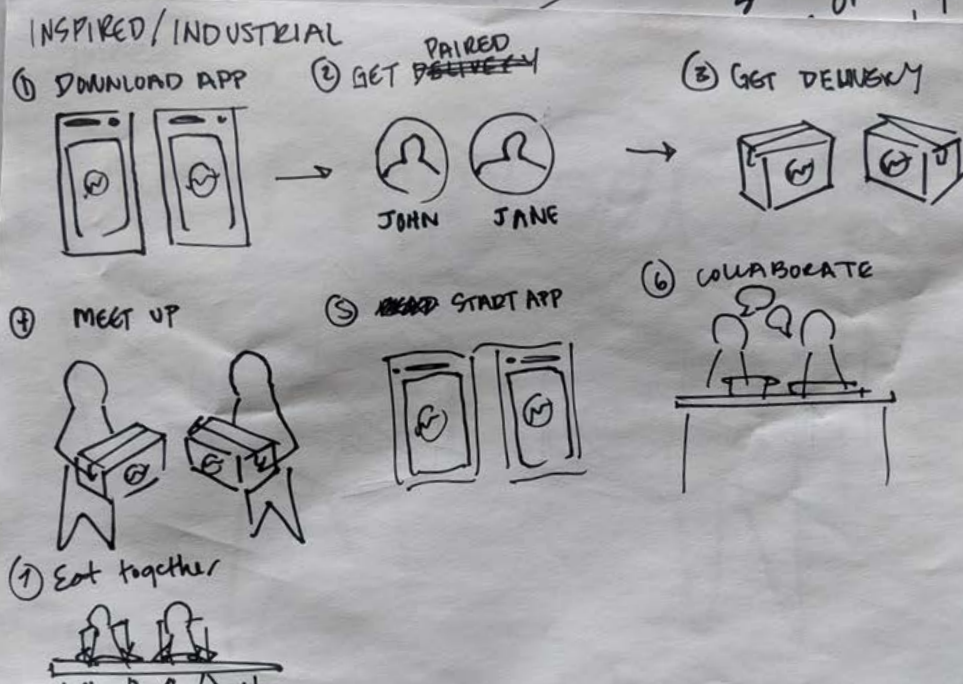 INSPIRED/INDUSTRIAL
① DOWNLOAD APP
② GET PAIRED
③ GET DELIVERY
JOHN JANE
④ MEET UP
⑤ START APP
⑥ COLLABORATE
⑦ Eat together